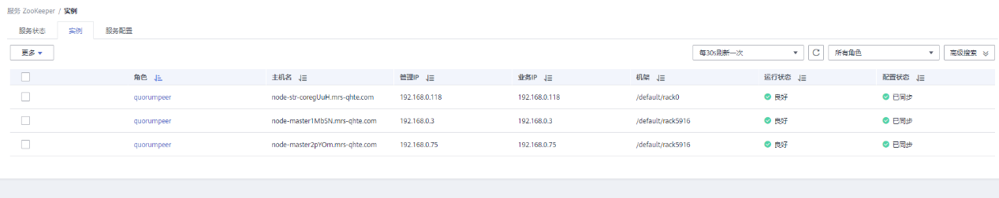 服务 ZooKeeper / 实例
服务状态 实例 服务配置
更多 每30s刷新一次 所有角色 高级搜索
角色 主机名 管理IP 业务IP 机架 运行状态 配置状态
quorumpeer node-str-coregUuH.mrs-qhte.com 192.168.0.118 192.168.0.118 /default/rack0 良好 已同步
quorumpeer node-master1MbSN.mrs-qhte.com 192.168.0.3 192.168.0.3 /default/rack5916 良好 已同步
quorumpeer node-master2pYOm.mrs-qhte.com 192.168.0.75 192.168.0.75 /default/rack5916 良好 已同步